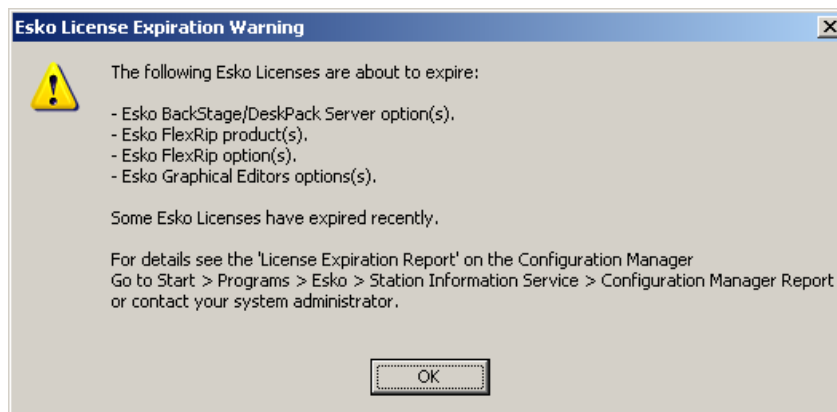 Esko License Expiration Warning
The following Esko Licenses are about to expire:
- Esko BackStage/DeskPack Server option(s).
- Esko FlexRip product(s).
- Esko FlexRip option(s).
- Esko Graphical Editors options(s).
Some Esko Licenses have expired recently.
For details see the 'License Expiration Report' on the Configuration Manager
Go to Start > Programs > Esko > Station Information Service > Configuration Manager Report
or contact your system administrator.
OK